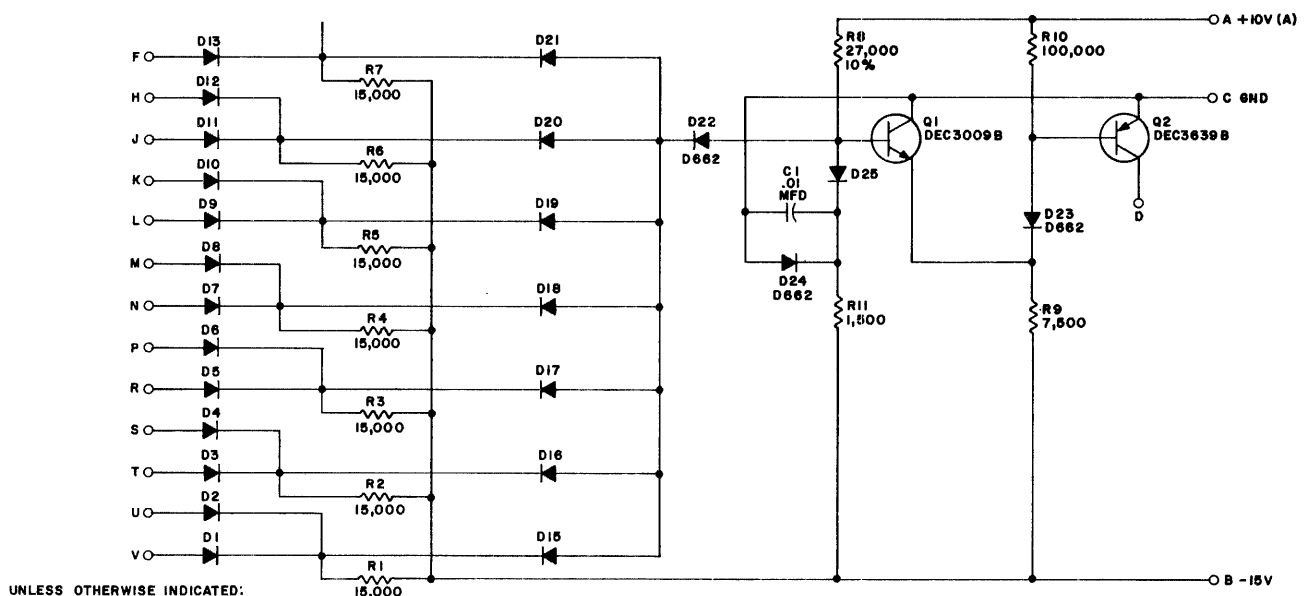 A +10V (A)
D13
D21
R8
27,000
10%
R10
100,000
F
R7
15,000
D12
H
C GND
D11
D20
D22
Q1
DEC3009B
Q2
DEC3639B
J
R6
15,000
D662
D10
K
C1
.01
MFD
D25
D9
D19
L
D
D23
D662
R5
15,000
D8
M
D24
D662
D7
D18
N
R11
1,500
R9
7,500
R4
15,000
D6
P
D5
D17
R
R3
15,000
D4
S
D3
D16
T
R2
15,000
D2
U
D1
D15
V
R1
15,000
B -15V
UNLESS OTHERWISE INDICATED: